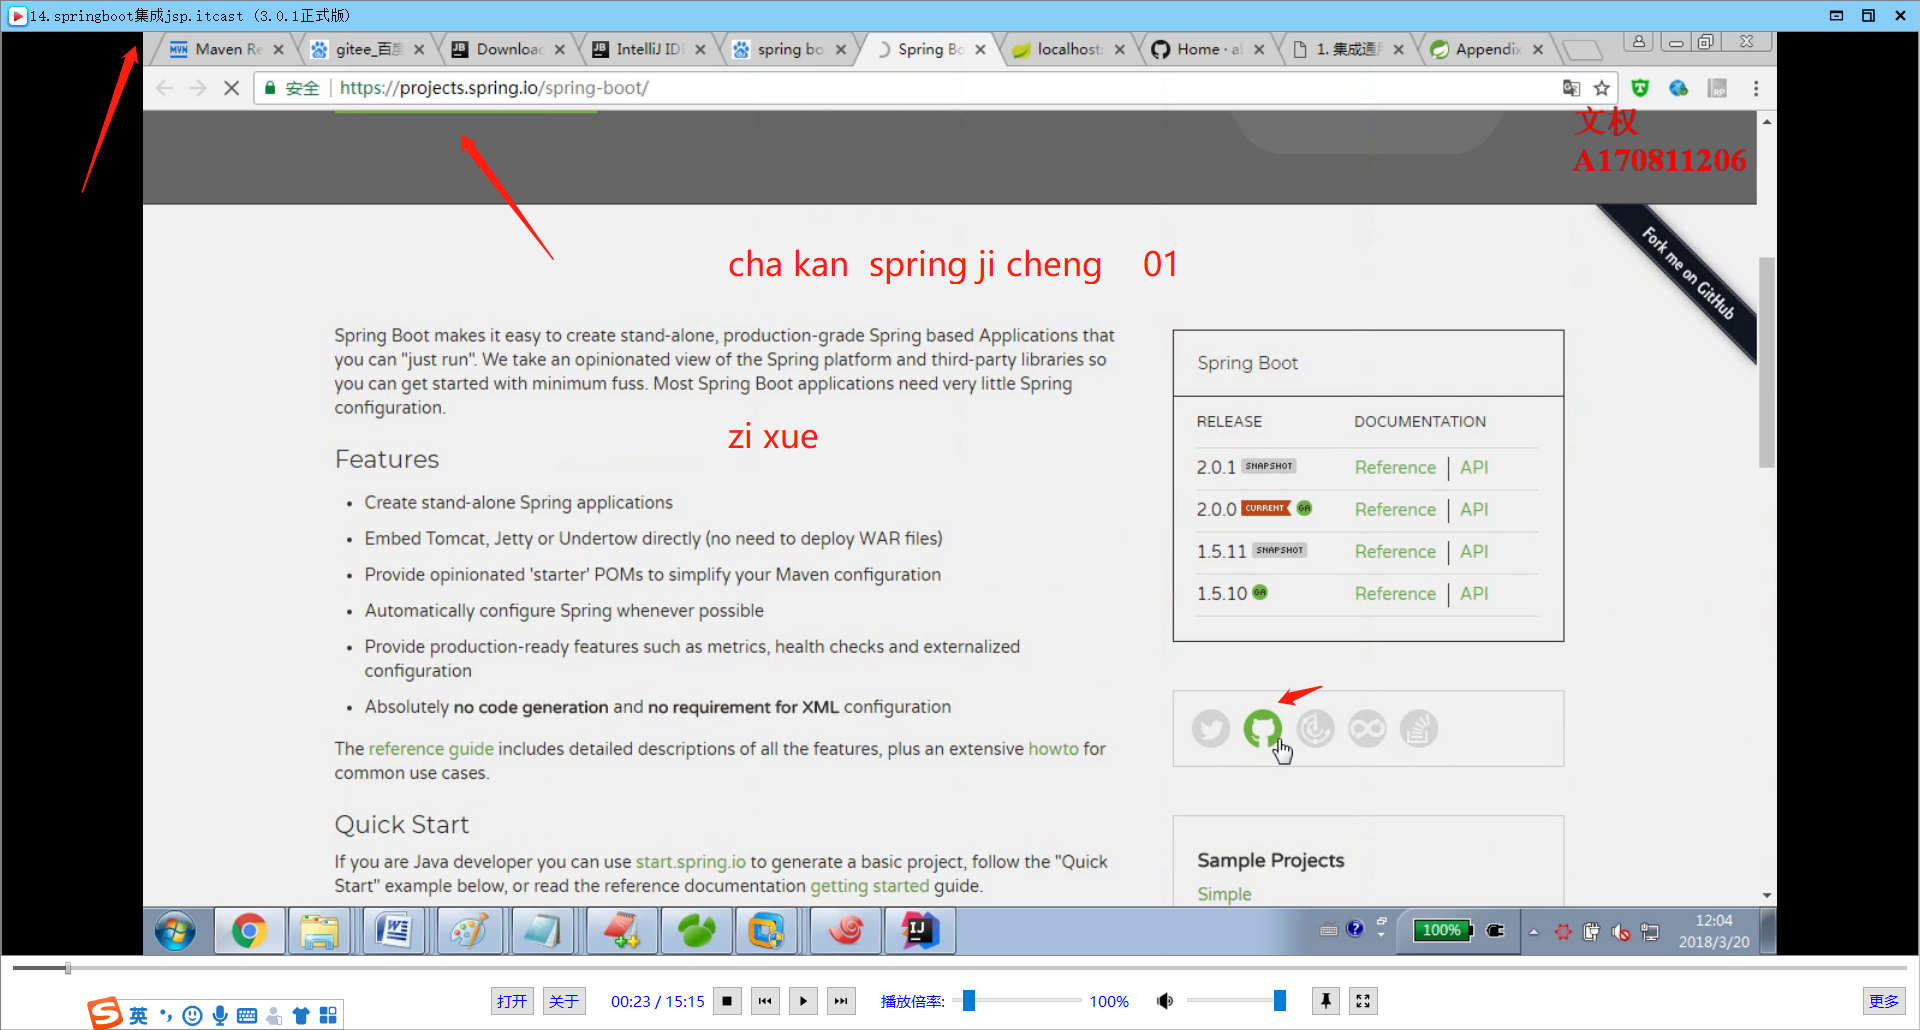 14.springboot集成jsp.itcast (3.0.1正式版)
Maven Re
gitee_百度
Download
IntelliJ IDE
spring bo
Spring Bo
localhost:
Home · al
1. 集成通用
Appendix
安全
https://projects.spring.io/spring-boot/
文权
A170811206
Fork me on GitHub
cha kan spring ji cheng 01
Spring Boot makes it easy to create stand-alone, production-grade Spring based Applications that
you can "just run". We take an opinionated view of the Spring platform and third-party libraries so
you can get started with minimum fuss. Most Spring Boot applications need very little Spring
configuration.
zi xue
Features
Create stand-alone Spring applications
Embed Tomcat, Jetty or Undertow directly (no need to deploy WAR files)
Provide opinionated 'starter' POMs to simplify your Maven configuration
Automatically configure Spring whenever possible
Provide production-ready features such as metrics, health checks and externalized
configuration
Absolutely no code generation and no requirement for XML configuration
The reference guide includes detailed descriptions of all the features, plus an extensive howto for
common use cases.
Quick Start
If you are Java developer you can use start.spring.io to generate a basic project, follow the "Quick
Start" example below, or read the reference documentation getting started guide.
Spring Boot
RELEASE DOCUMENTATION
2.0.1 SNAPSHOT Reference | API
2.0.0 CURRENT GA Reference | API
1.5.11 SNAPSHOT Reference | API
1.5.10 GA Reference | API
Sample Projects
Simple
100%
12:04
2018/3/20
打开 关于 00:23 / 15:15 播放倍率: 100% 更多
英